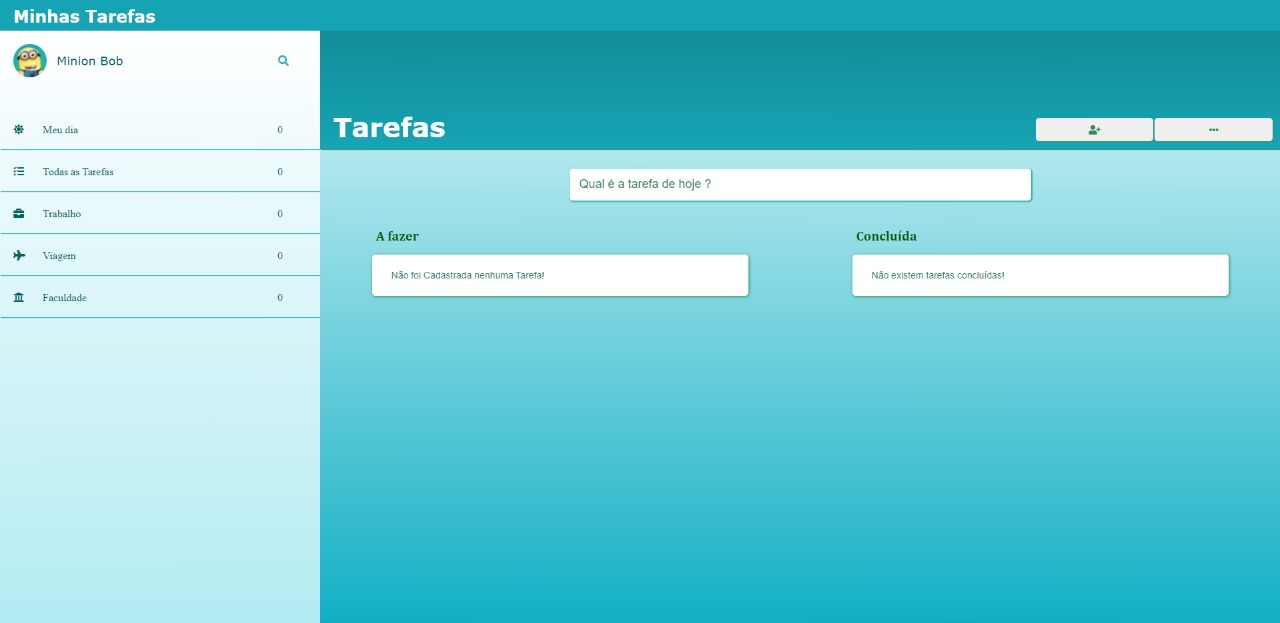 Minhas Tarefas
Minion Bob
Meu dia 0
Todas as Tarefas 0
Trabalho 0
Viagem 0
Faculdade 0
Tarefas
Qual é a tarefa de hoje ?
A fazer
Não foi Cadastrada nenhuma Tarefa!
Concluída
Não existem tarefas concluídas!